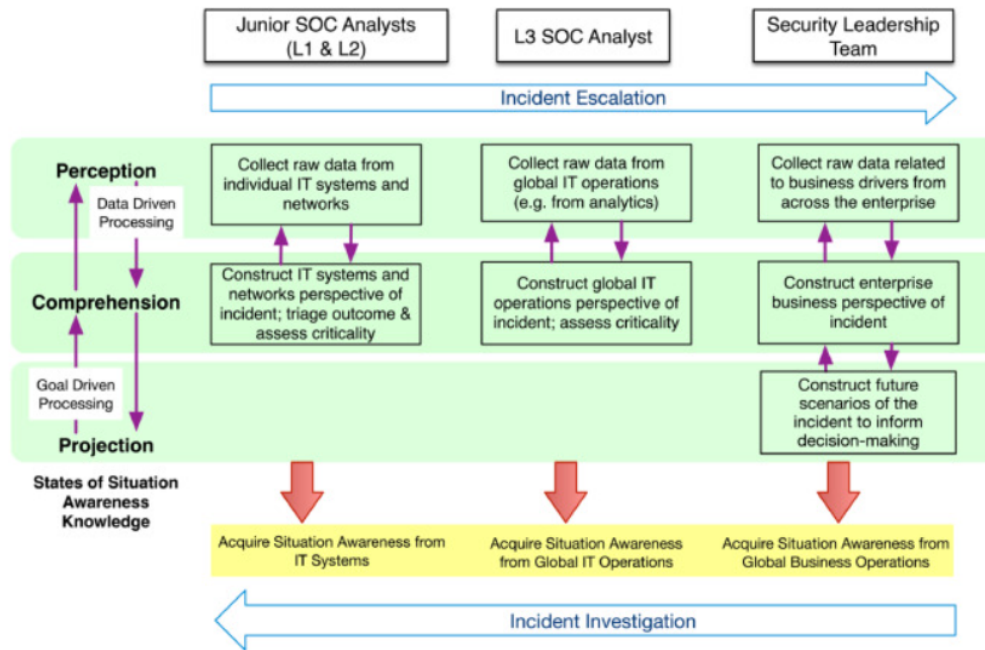 Junior SOC Analysts
(L1 & L2)
L3 SOC Analyst
Security Leadership
Team
Incident Escalation
Perception
Data Driven
Processing
Collect raw data from
individual IT systems and
networks
Collect raw data from
global IT operations
(e.g. from analytics)
Collect raw data related
to business drivers from
across the enterprise
Comprehension
Construct IT systems and
networks perspective of
incident; triage outcome &
assess criticality
Construct global IT
operations perspective of
incident; assess criticality
Construct enterprise
business perspective of
incident
Goal Driven
Processing
Projection
Construct future
scenarios of the
incident to inform
decision-making
States of Situation
Awareness
Knowledge
Acquire Situation Awareness from
IT Systems
Acquire Situation Awareness
from Global IT Operations
Acquire Situation Awareness from
Global Business Operations
Incident Investigation